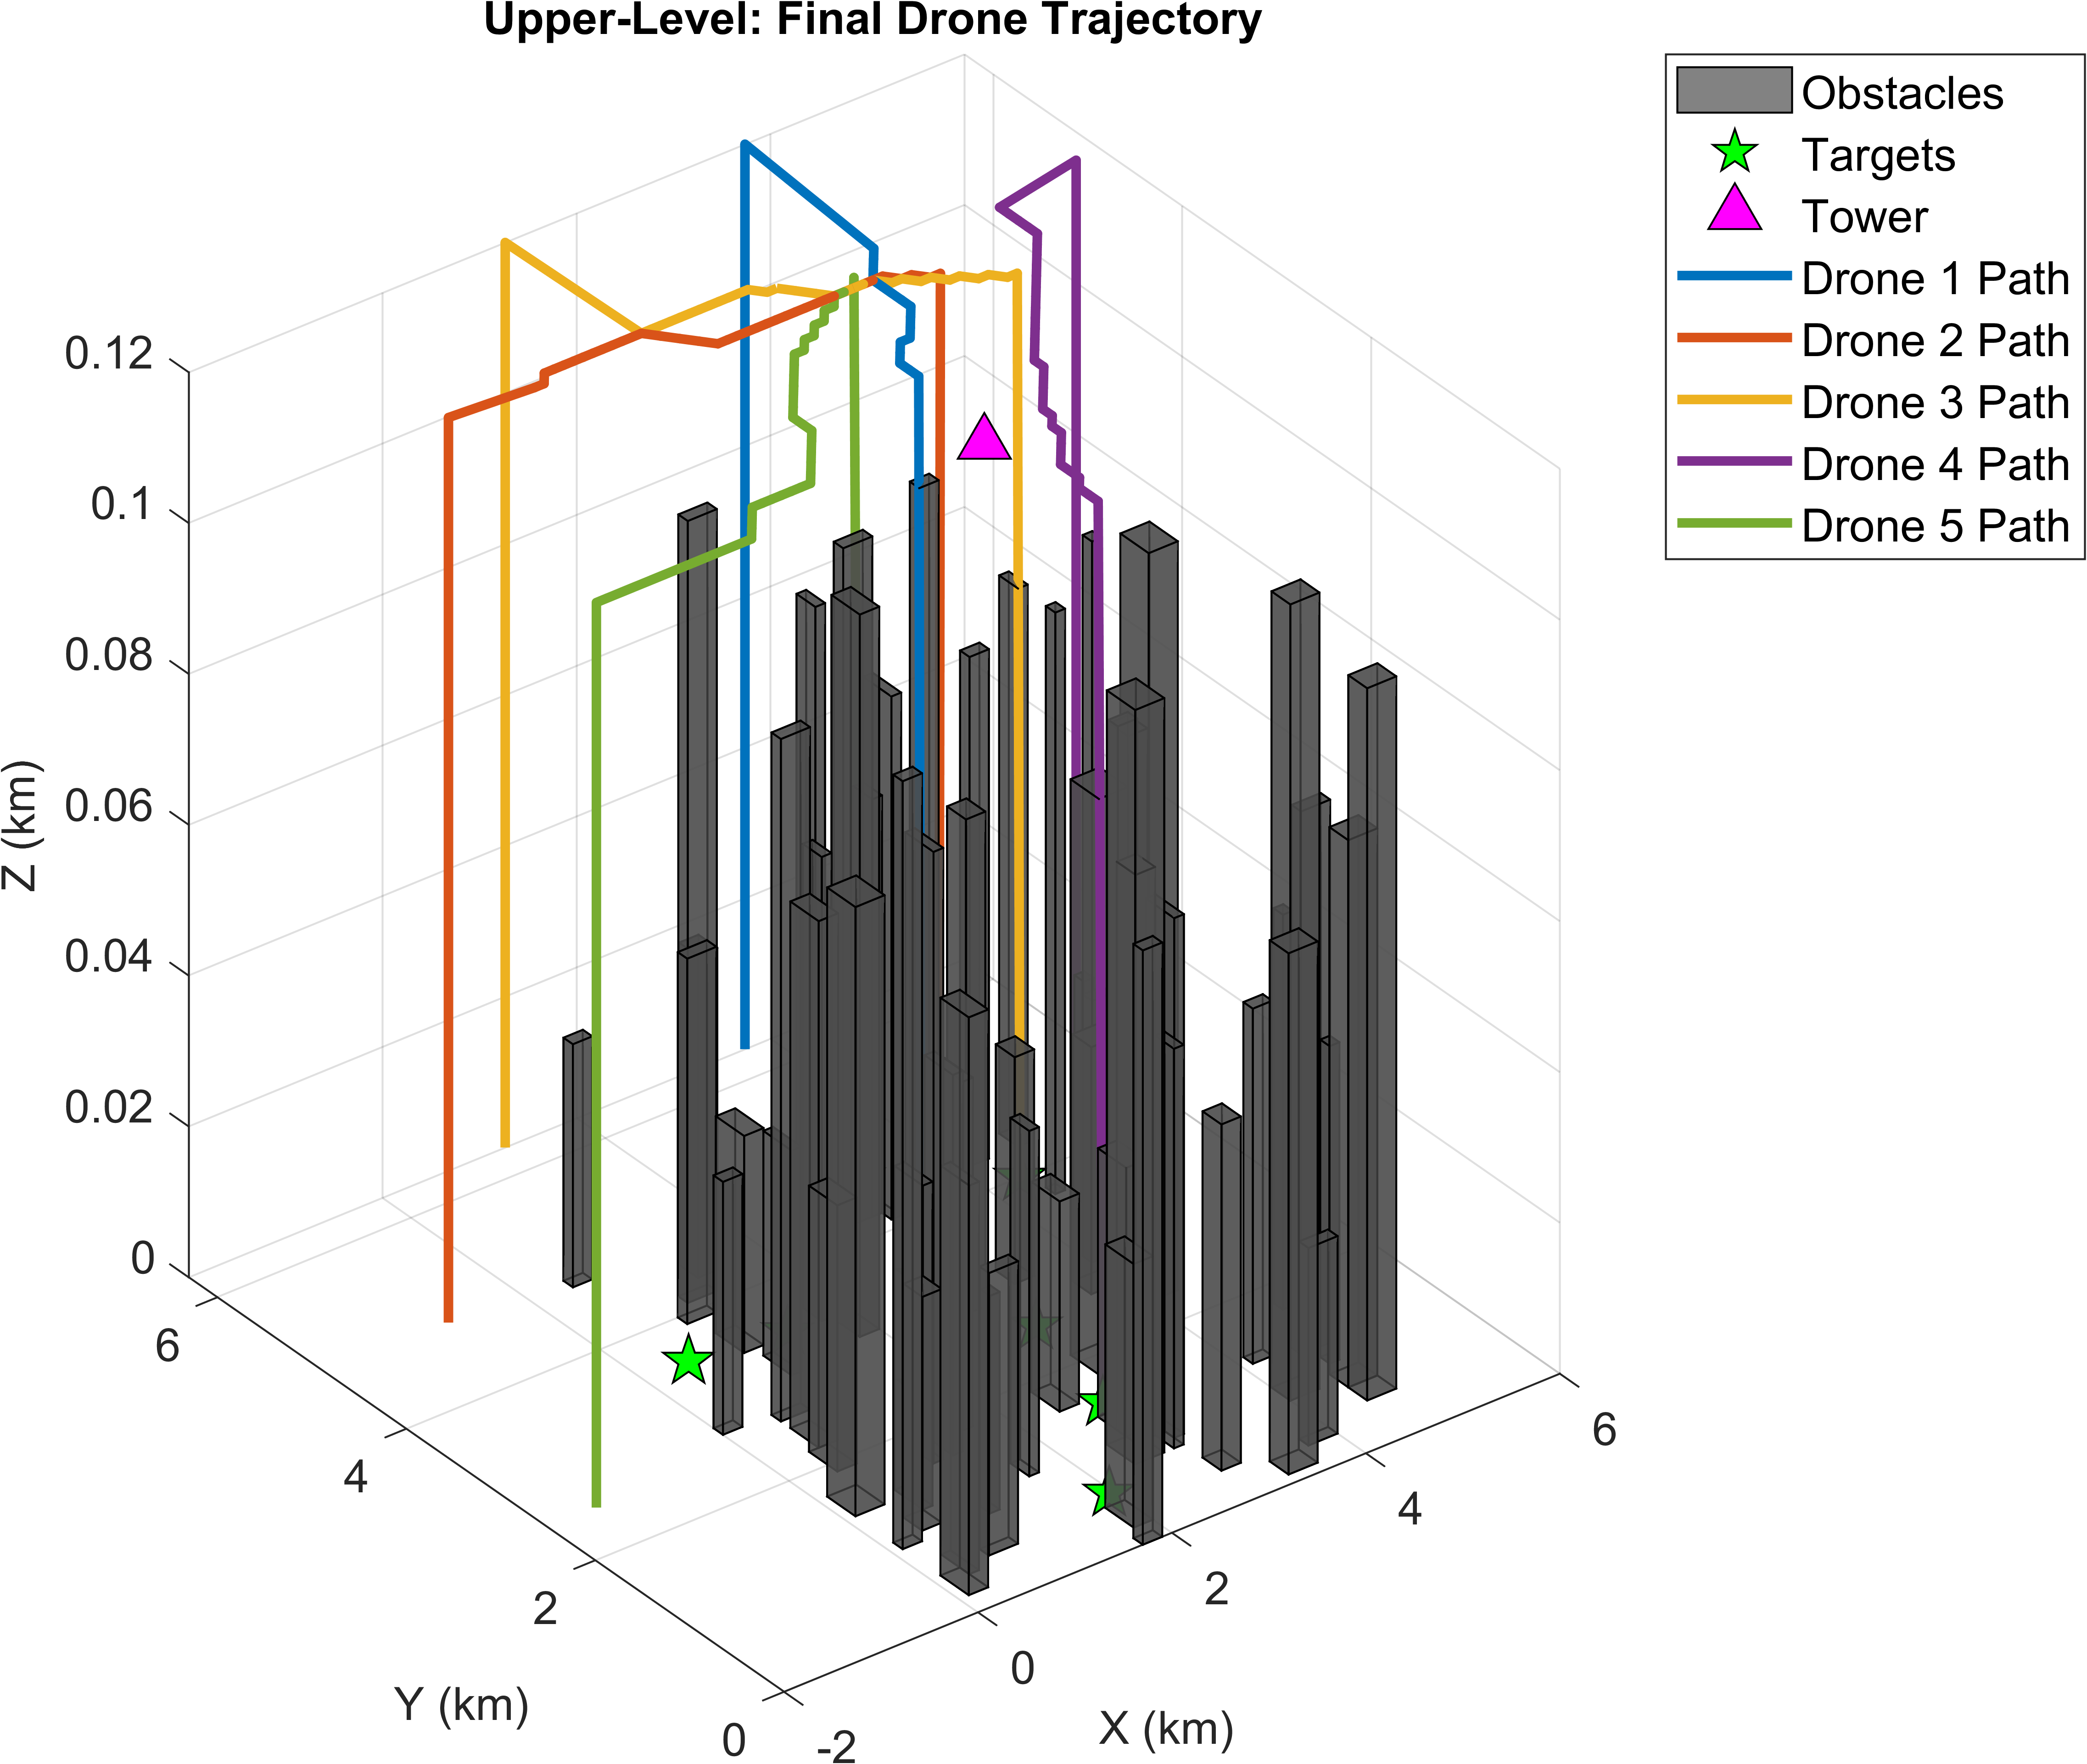 Upper-Level: Final Drone Trajectory
Obstacles
Targets
Tower
Drone 1 Path
Drone 2 Path
Drone 3 Path
Drone 4 Path
Drone 5 Path
0.12
0.1
0.08
0.06
0.04
0.02
0
Z (km)
6
4
2
0
Y (km)
-2
0
2
4
6
X (km)